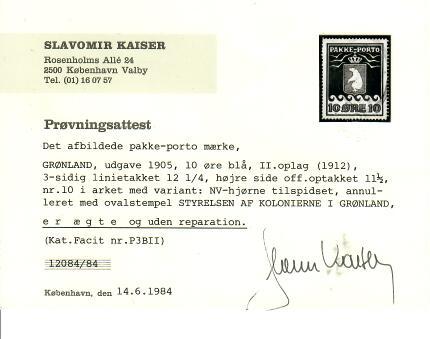 SLAVOMIR KAISER
Rosenholms Allé 24
2500 København Valby
Tel. (01) 16 07 57
PAKKE-PORTO
10 ØRE 10
Prøvningsattest
Det afbildede pakke-porto mærke,
GRØNLAND, udgave 1905, 10 øre blå, II.oplag (1912),
3-sidig linietakket 12 1/4, højre side off.optakket 11½,
nr.10 i arket med variant: NV-hjørne tilspidset, annul-
leret med ovalstempel STYRELSEN AF KOLONIERNE I GRØNLAND,
e r  æ g t e  og uden reparation.
(Kat.Facit nr.P3BII)
12084/84
København, den 14.6.1984